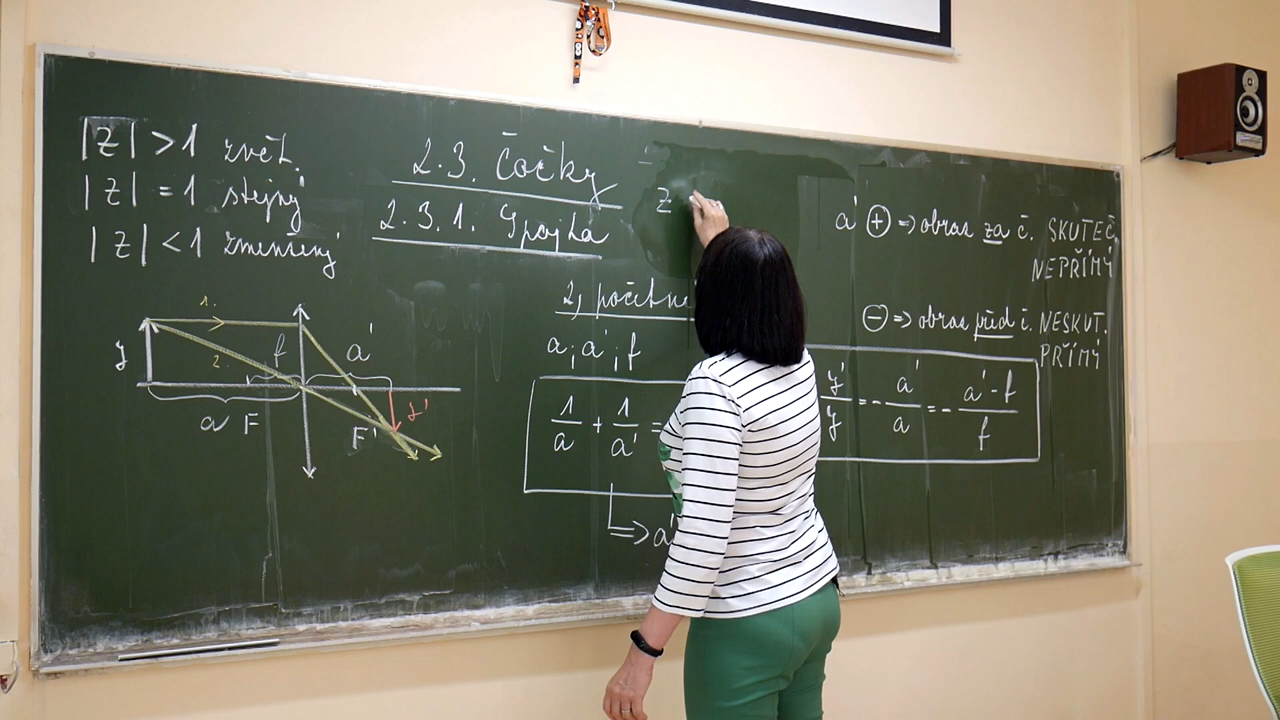 |z| > 1 zvět.
|z| = 1 stejný
|z| < 1 zmenšený
2.3. Čočky
2.3.1. Spojka
z
2, početně
a; a'; f
1/a + 1/a' =
=> a'
a' ⊕ => obraz za č. SKUTEČ.
NEPŘÍMÝ
⊖ => obraz před č. NESKUT.
PŘÍMÝ
y'/y = - a'/a = - a'-f/f
1.
2.
y
f
a'
a
F
F'
y'